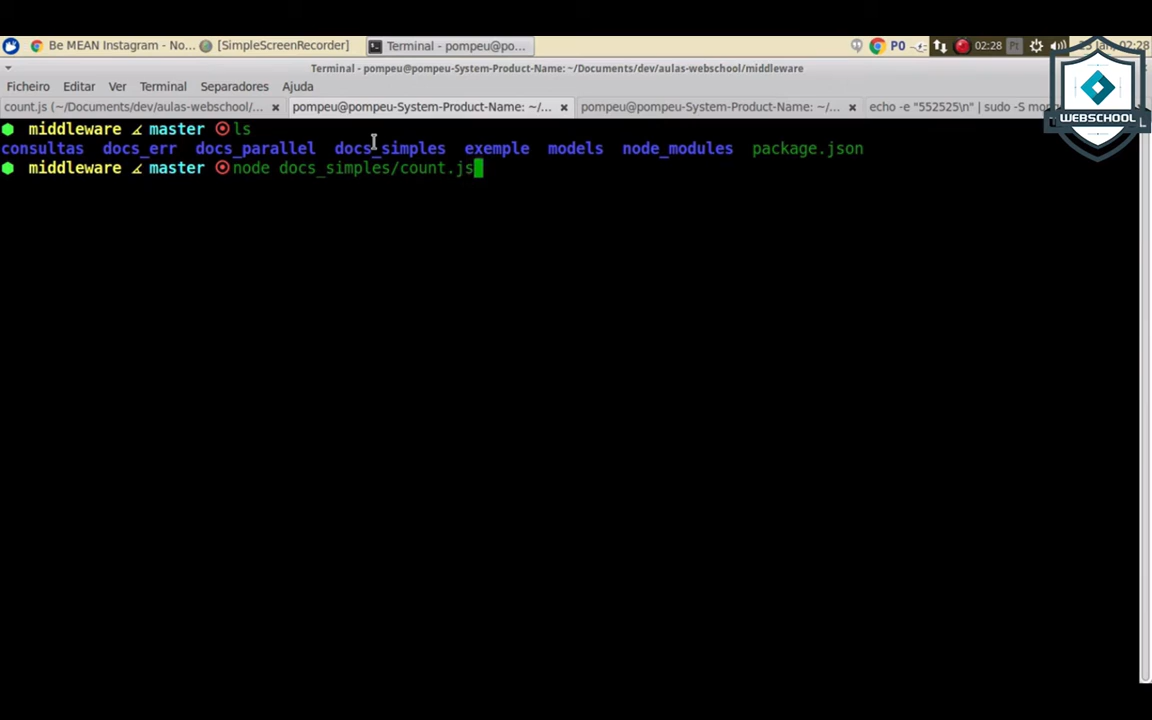 Be MEAN Instagram - No... [SimpleScreenRecorder] Terminal - pompeu@po... PO 02:28 Pt
Terminal - pompeu@pompeu-System-Product-Name: ~/Documents/dev/aulas-webschool/middleware
Ficheiro Editar Ver Terminal Separadores Ajuda
count.js (~/Documents/dev/aulas-webschool/... pompeu@pompeu-System-Product-Name: ~/... pompeu@pompeu-System-Product-Name: ~/... echo -e "552525\n" | sudo -S
WEBSCHOOL
middleware master ls
consultas docs_err docs_parallel docs_simples exemple models node_modules package.json
middleware master node docs_simples/count.js